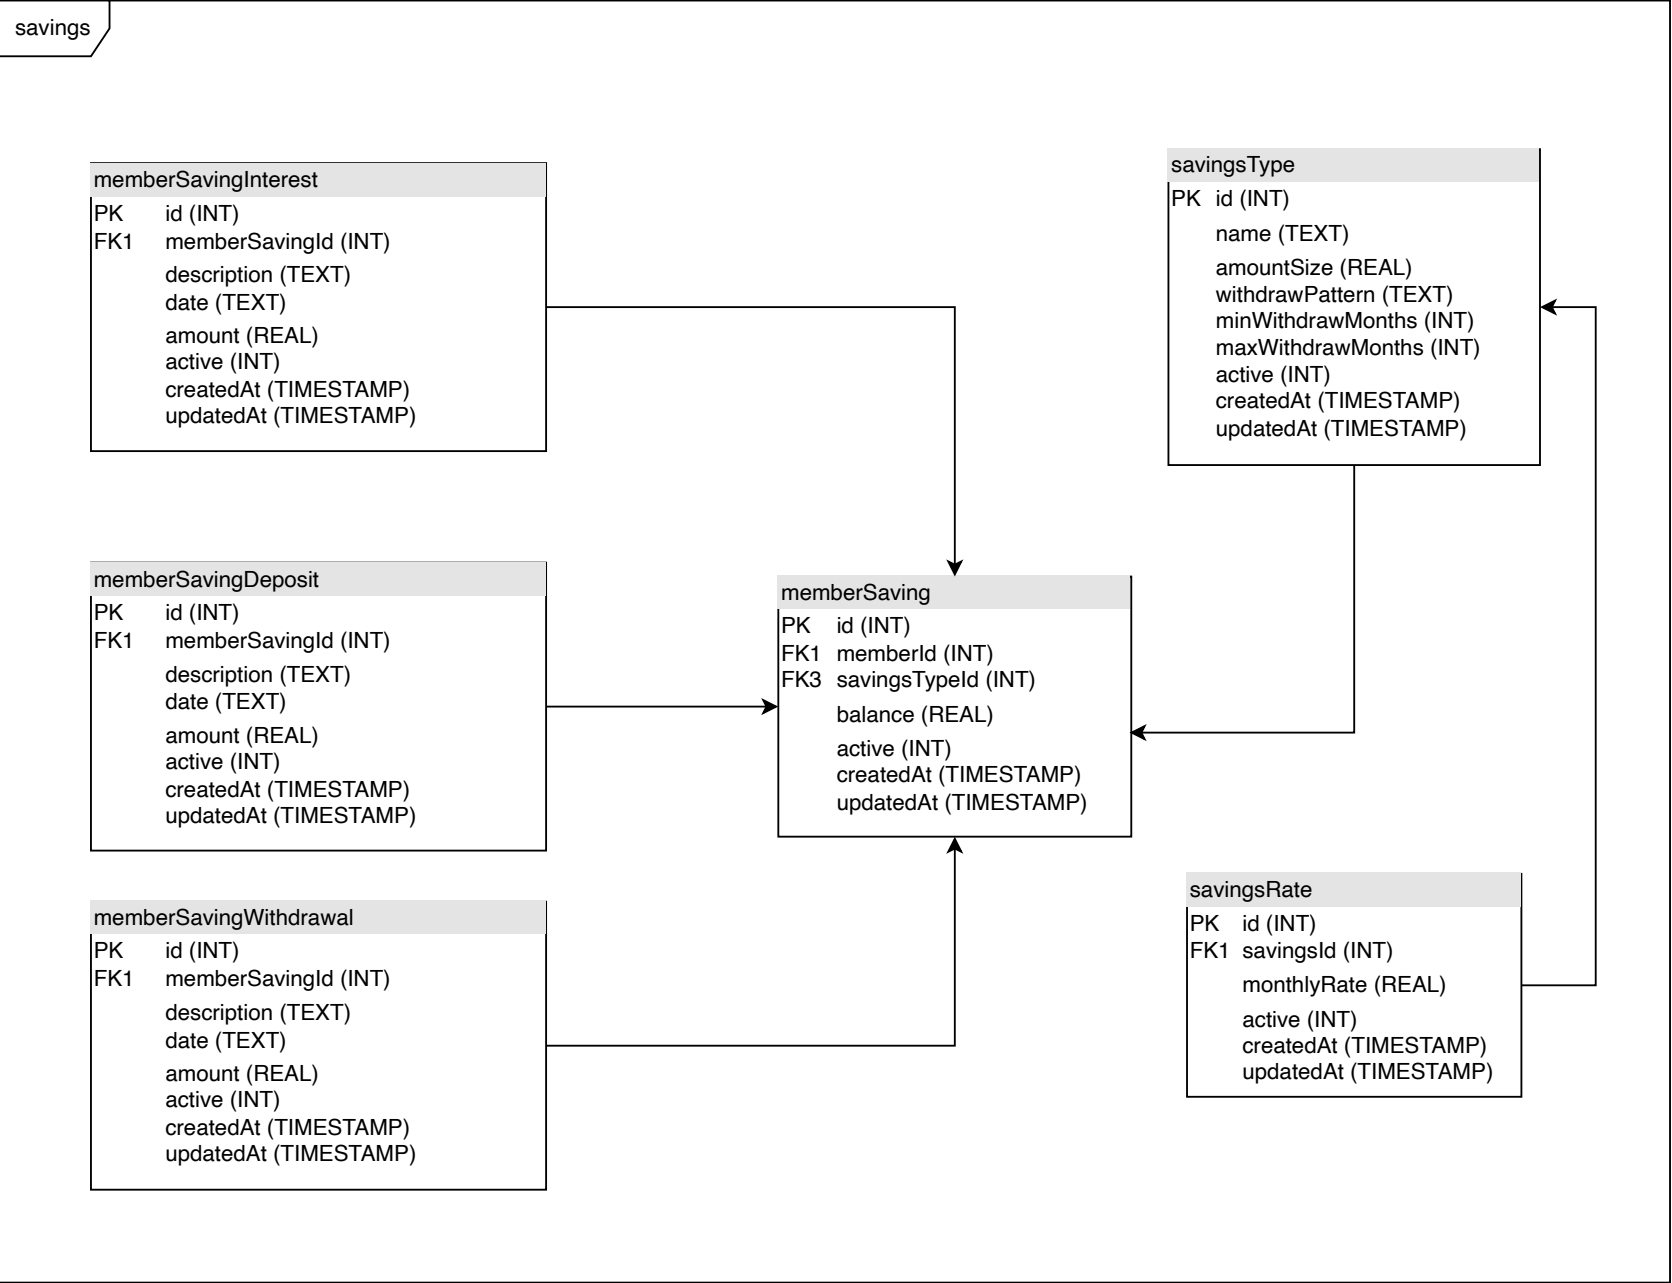 savings
memberSavingInterest
PK id (INT)
FK1 memberSavingId (INT)
description (TEXT)
date (TEXT)
amount (REAL)
active (INT)
createdAt (TIMESTAMP)
updatedAt (TIMESTAMP)
memberSavingDeposit
PK id (INT)
FK1 memberSavingId (INT)
description (TEXT)
date (TEXT)
amount (REAL)
active (INT)
createdAt (TIMESTAMP)
updatedAt (TIMESTAMP)
memberSavingWithdrawal
PK id (INT)
FK1 memberSavingId (INT)
description (TEXT)
date (TEXT)
amount (REAL)
active (INT)
createdAt (TIMESTAMP)
updatedAt (TIMESTAMP)
memberSaving
PK id (INT)
FK1 memberId (INT)
FK3 savingsTypeId (INT)
balance (REAL)
active (INT)
createdAt (TIMESTAMP)
updatedAt (TIMESTAMP)
savingsType
PK id (INT)
name (TEXT)
amountSize (REAL)
withdrawPattern (TEXT)
minWithdrawMonths (INT)
maxWithdrawMonths (INT)
active (INT)
createdAt (TIMESTAMP)
updatedAt (TIMESTAMP)
savingsRate
PK id (INT)
FK1 savingsId (INT)
monthlyRate (REAL)
active (INT)
createdAt (TIMESTAMP)
updatedAt (TIMESTAMP)